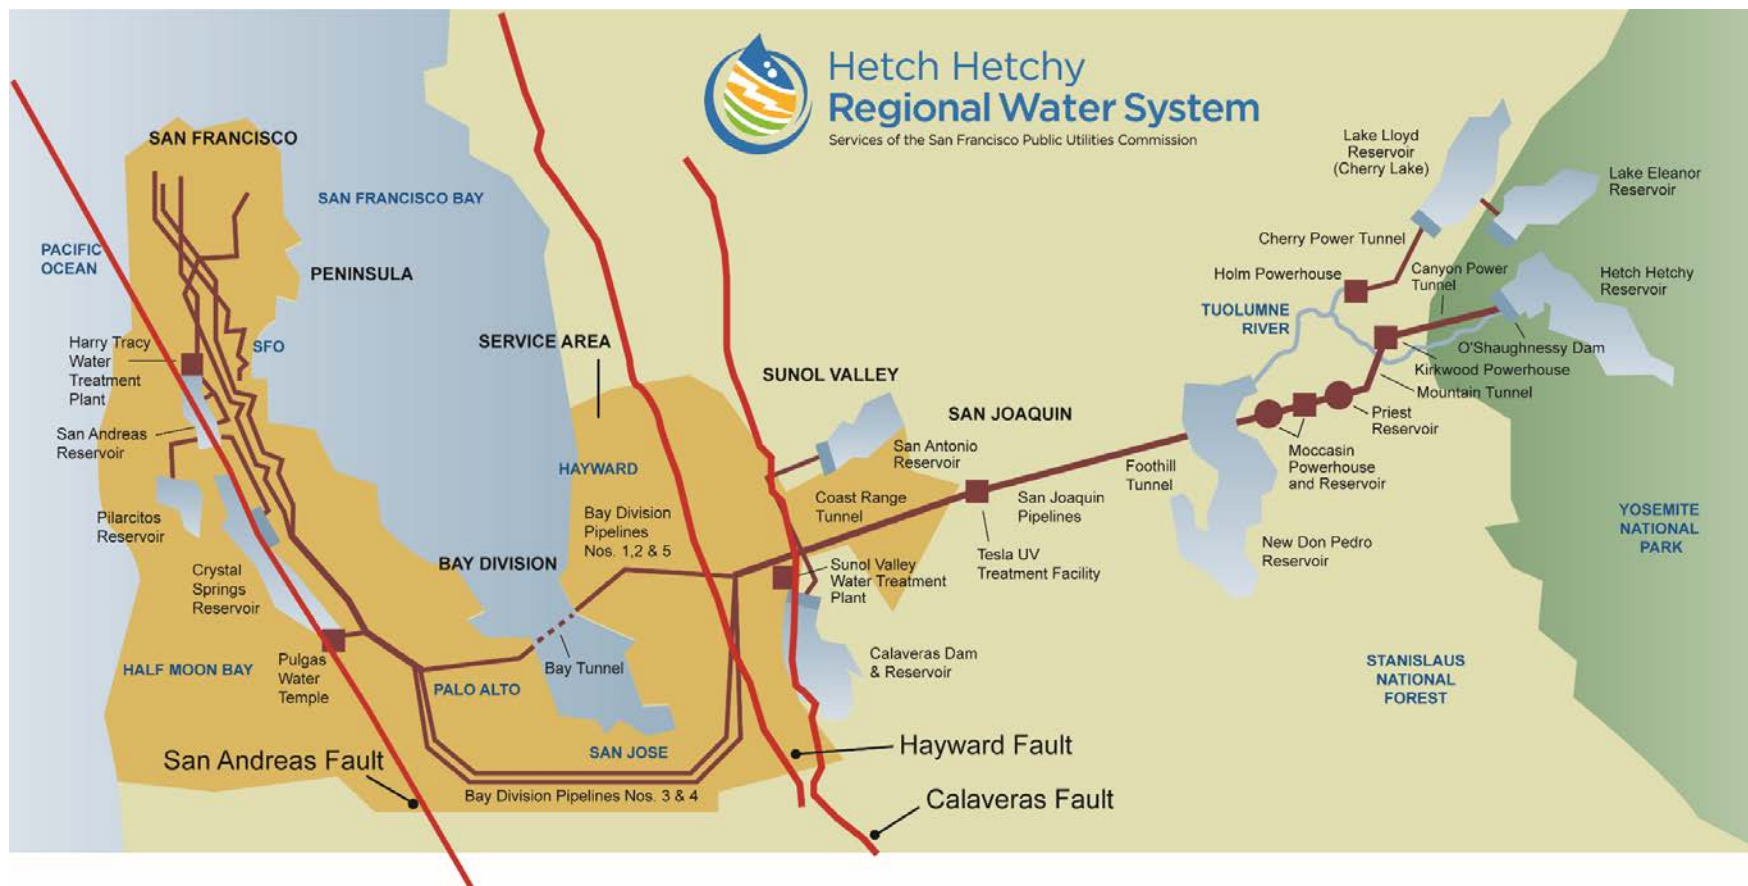 Hetch Hetchy
Regional Water System
Services of the San Francisco Public Utilities Commission
SAN FRANCISCO
SAN FRANCISCO BAY
PACIFIC
OCEAN
PENINSULA
Harry Tracy
Water
Treatment
Plant
SFO
San Andreas
Reservoir
Pilarcitos
Reservoir
Crystal
Springs
Reservoir
HALF MOON BAY
Pulgas
Water
Temple
San Andreas Fault
SERVICE AREA
HAYWARD
Bay Division
Pipelines
Nos. 1,2 & 5
BAY DIVISION
Bay Tunnel
PALO ALTO
SAN JOSE
Bay Division Pipelines Nos. 3 & 4
SUNOL VALLEY
San Antonio
Reservoir
Coast Range
Tunnel
Sunol Valley
Water Treatment
Plant
Calaveras Dam
& Reservoir
Hayward Fault
Calaveras Fault
SAN JOAQUIN
San Joaquin
Pipelines
Tesla UV
Treatment Facility
Foothill
Tunnel
New Don Pedro
Reservoir
Lake Lloyd
Reservoir
(Cherry Lake)
Lake Eleanor
Reservoir
Cherry Power Tunnel
Holm Powerhouse
Canyon Power
Tunnel
Hetch Hetchy
Reservoir
TUOLUMNE
RIVER
O'Shaughnessy Dam
Kirkwood Powerhouse
Mountain Tunnel
Priest
Reservoir
Moccasin
Powerhouse
and Reservoir
YOSEMITE
NATIONAL
PARK
STANISLAUS
NATIONAL
FOREST